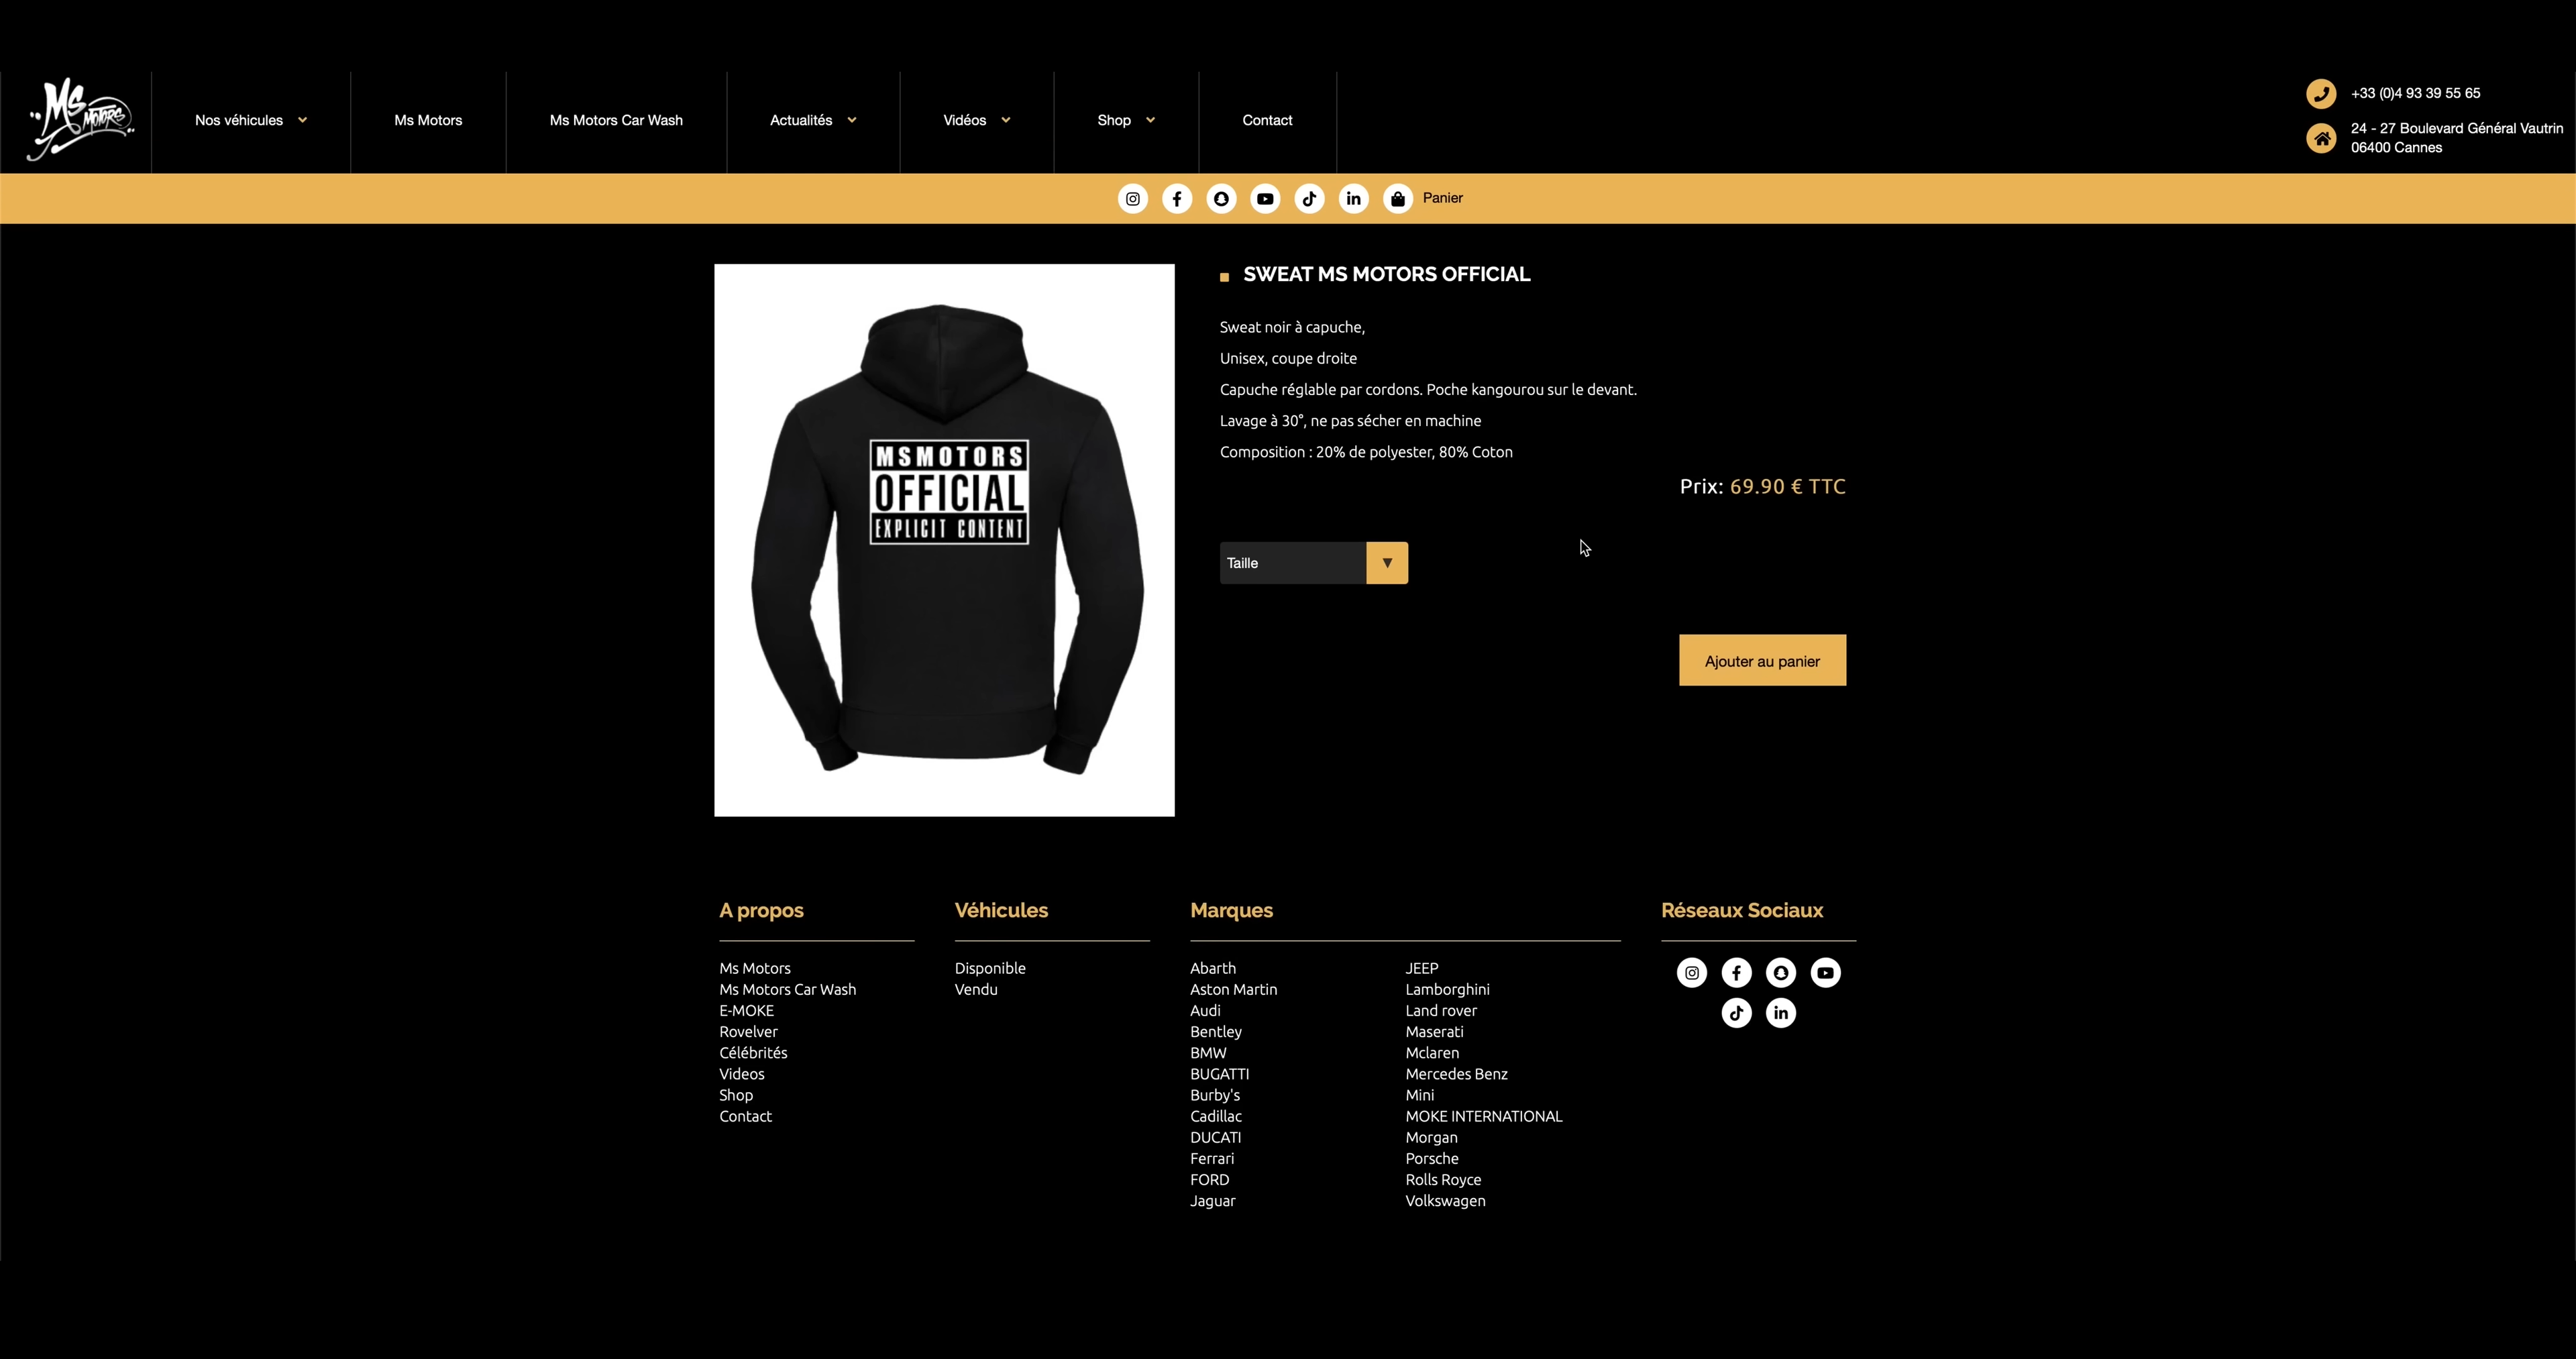 Ms
MOTORS
Nos véhicules
Ms Motors
Ms Motors Car Wash
Actualités
Vidéos
Shop
Contact
+33 (0)4 93 39 55 65
24 - 27 Boulevard Général Vautrin
06400 Cannes
Panier
MSMOTORS
OFFICIAL
EXPLICIT CONTENT
SWEAT MS MOTORS OFFICIAL
Sweat noir à capuche,
Unisex, coupe droite
Capuche réglable par cordons. Poche kangourou sur le devant.
Lavage à 30°, ne pas sécher en machine
Composition : 20% de polyester, 80% Coton
Prix: 69.90 € TTC
Taille
Ajouter au panier
A propos
Ms Motors
Ms Motors Car Wash
E-MOKE
Rovelver
Célébrités
Videos
Shop
Contact
Véhicules
Disponible
Vendu
Marques
Abarth
Aston Martin
Audi
Bentley
BMW
BUGATTI
Burby's
Cadillac
DUCATI
Ferrari
FORD
Jaguar
JEEP
Lamborghini
Land rover
Maserati
Mclaren
Mercedes Benz
Mini
MOKE INTERNATIONAL
Morgan
Porsche
Rolls Royce
Volkswagen
Réseaux Sociaux